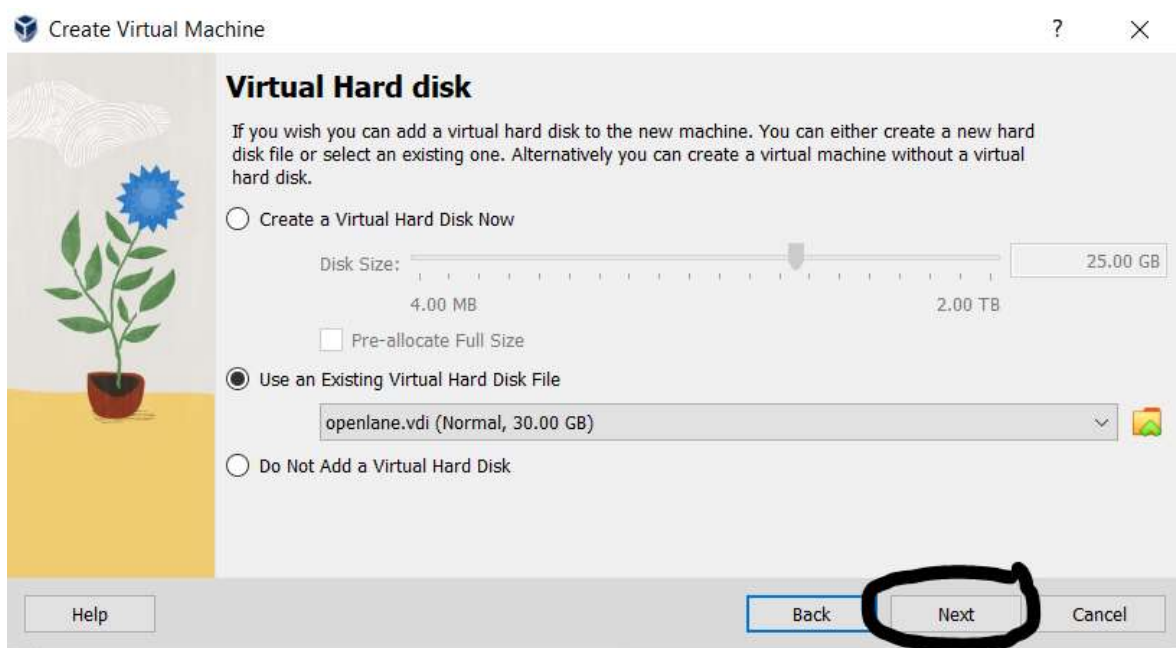 Create Virtual Machine
?
Virtual Hard disk
If you wish you can add a virtual hard disk to the new machine. You can either create a new hard
disk file or select an existing one. Alternatively you can create a virtual machine without a virtual
hard disk.
Create a Virtual Hard Disk Now
Disk Size:
25.00 GB
4.00 MB
2.00 TB
Pre-allocate Full Size
Use an Existing Virtual Hard Disk File
openlane.vdi (Normal, 30.00 GB)
Do Not Add a Virtual Hard Disk
Help
Back
Next
Cancel